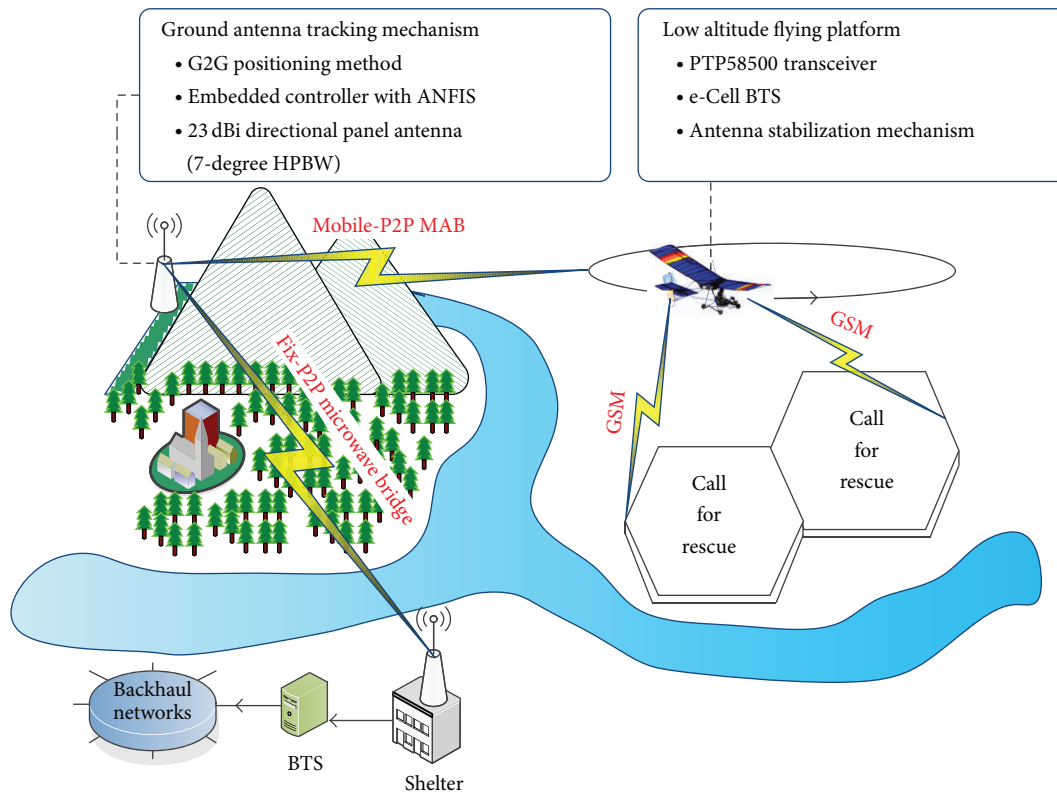 Ground antenna tracking mechanism
• G2G positioning method
• Embedded controller with ANFIS
• 23 dBi directional panel antenna
(7-degree HPBW)
Low altitude flying platform
• PTP58500 transceiver
• e-Cell BTS
• Antenna stabilization mechanism
Mobile-P2P MAB
Fix-P2P microwave bridge
GSM
GSM
Call
for
rescue
Call
for
rescue
Backhaul
networks
BTS
Shelter